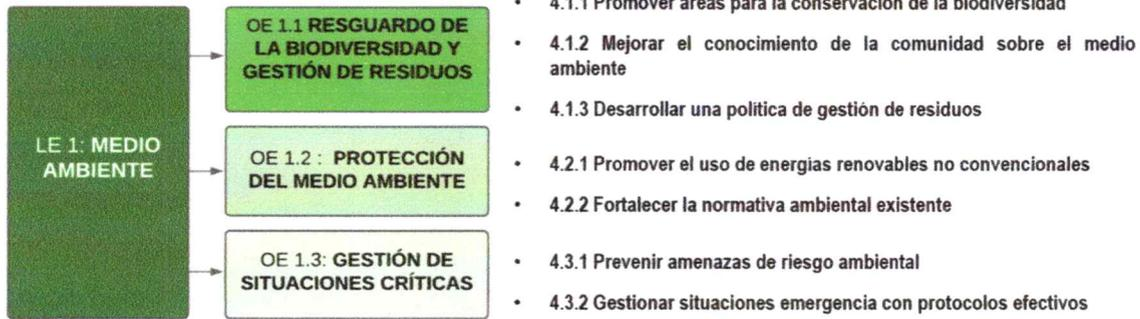 LE 1: MEDIO
AMBIENTE
OE 1.1 RESGUARDO DE
LA BIODIVERSIDAD Y
GESTIÓN DE RESIDUOS
4.1.1 Promover áreas para la conservación de la biodiversidad
• 4.1.2 Mejorar el conocimiento de la comunidad sobre el medio
ambiente
• 4.1.3 Desarrollar una política de gestión de residuos
OE 1.2 : PROTECCIÓN
DEL MEDIO AMBIENTE
• 4.2.1 Promover el uso de energías renovables no convencionales
• 4.2.2 Fortalecer la normativa ambiental existente
OE 1.3: GESTIÓN DE
SITUACIONES CRÍTICAS
• 4.3.1 Prevenir amenazas de riesgo ambiental
• 4.3.2 Gestionar situaciones emergencia con protocolos efectivos